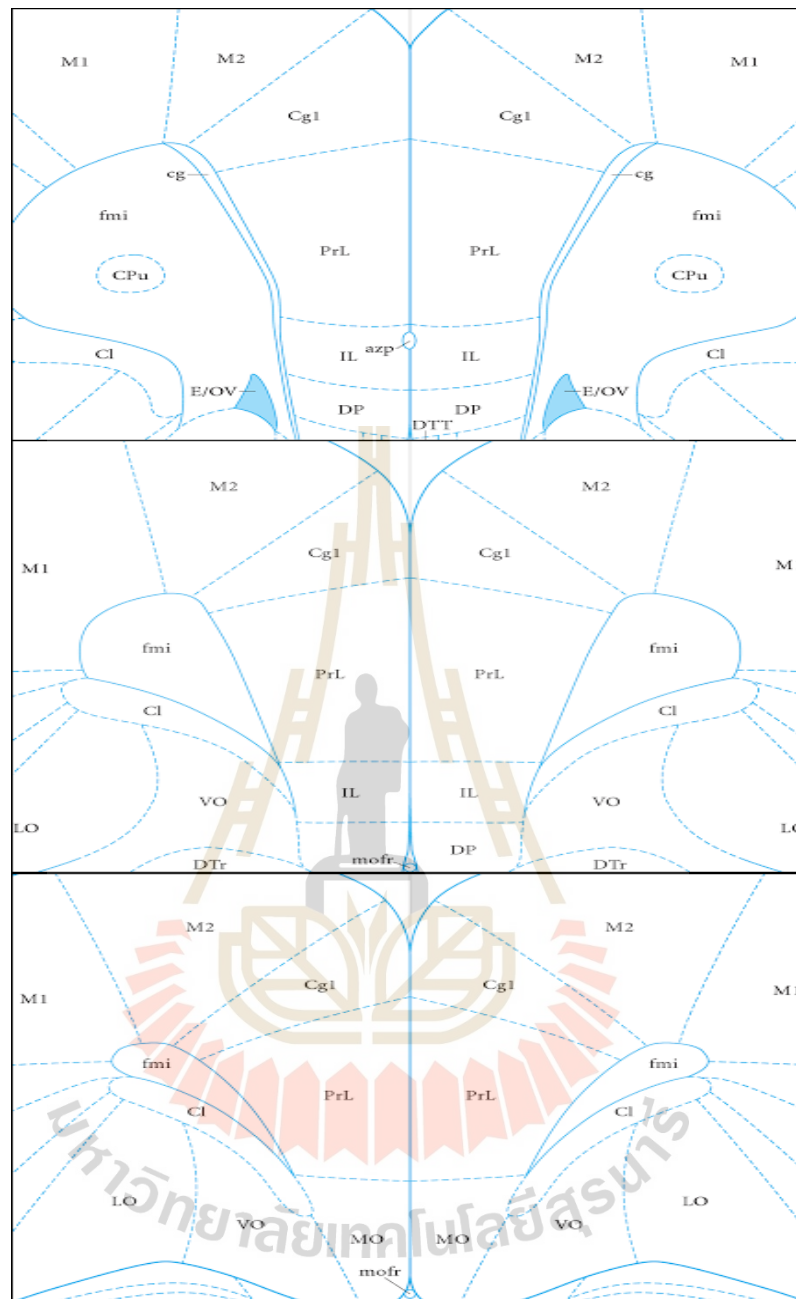 M1 M2 M2 M1
Cg1 Cg1
cg cg
fmi fmi
PrL PrL
CPu CPu
azp
Cl IL IL Cl
E/OV E/OV
DP DP
DTT
M2 M2
Cg1 Cg1
M1 M
fmi fmi
PrL PrL
Cl Cl
IL IL
VO VO
LO LO
DP
mofr
DTr DTr
M2 M2
Cg1 Cg1
M1 M1
fmi fmi
PrL PrL
Cl Cl
LO LO
VO VO
MO MO
mofr
มหาวิทยาลัยเทคโนโลยีสุรนารี